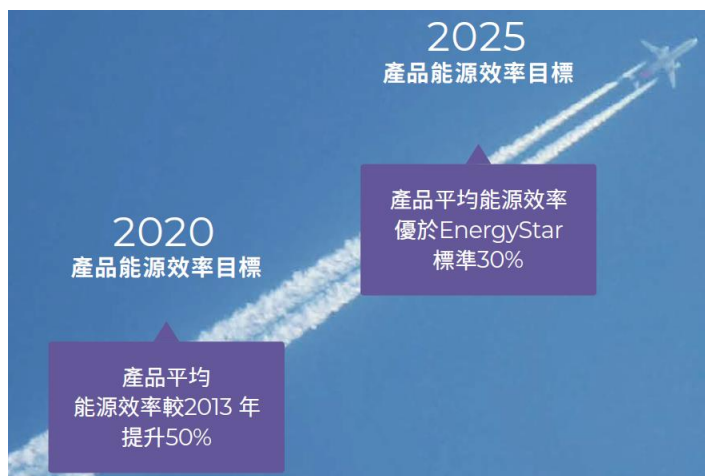 2025
產品能源效率目標
產品平均能源效率
優於EnergyStar
標準30%
2020
產品能源效率目標
產品平均
能源效率較2013 年
提升50%